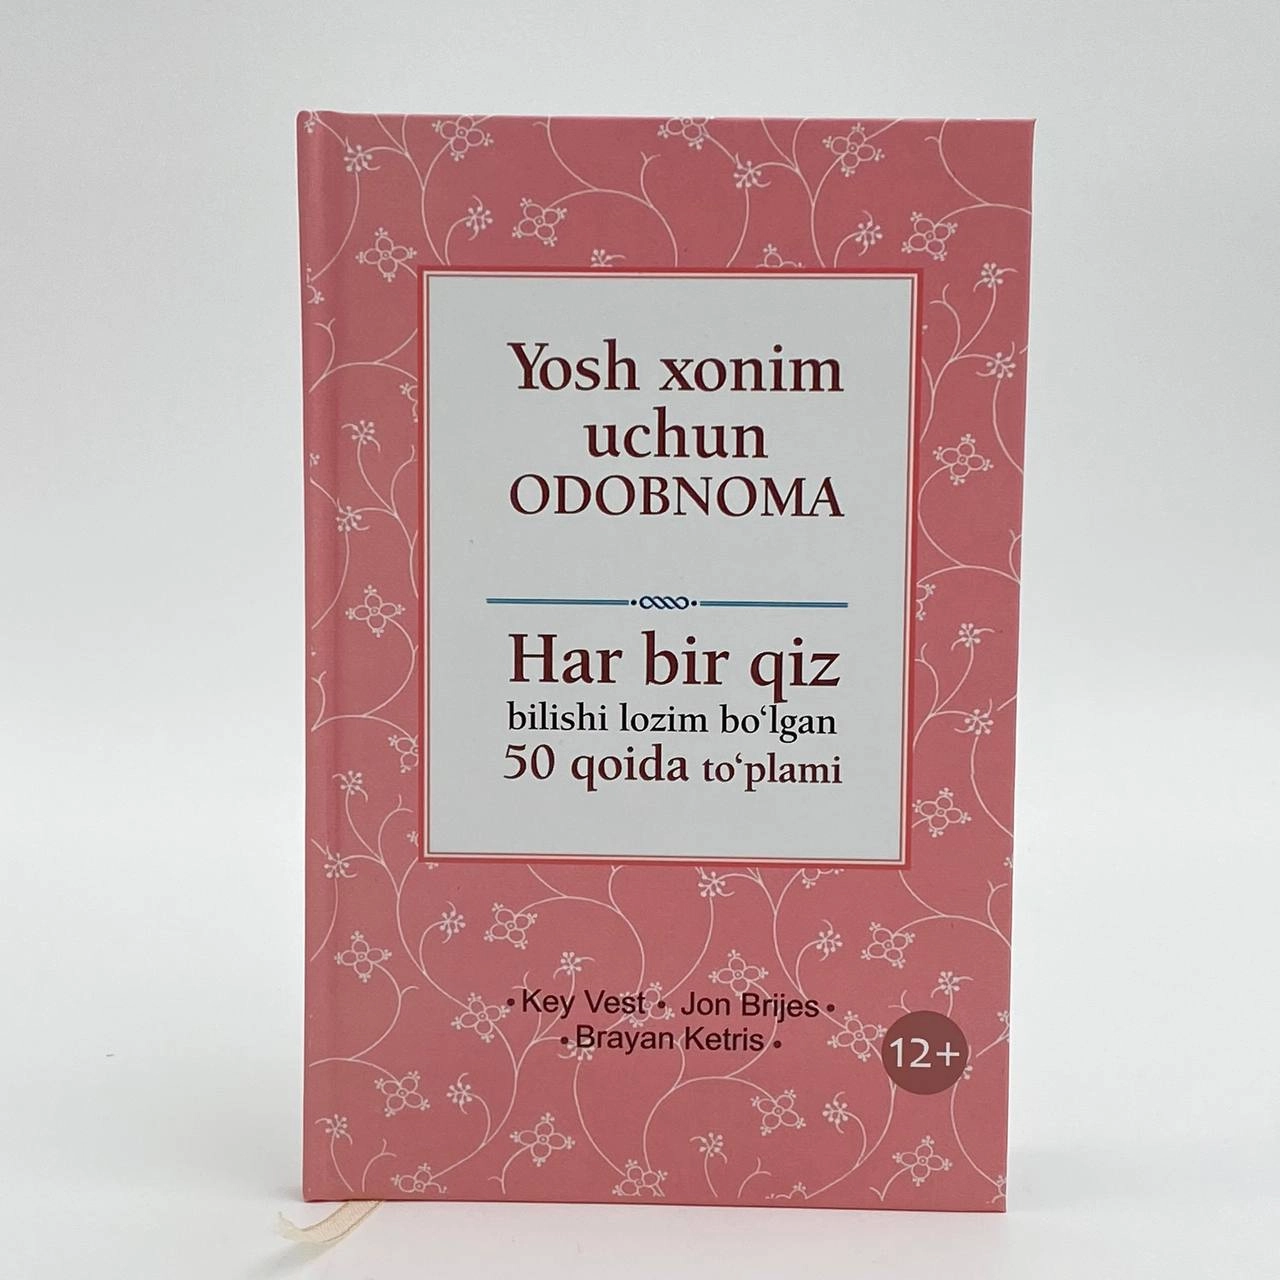 Yosh xonim
uchun
ODOBNOMA
Har bir qiz
bilishi lozim bo‘lgan
50 qoida to‘plami
• Key Vest • Jon Brijes •
• Brayan Ketris •
12+